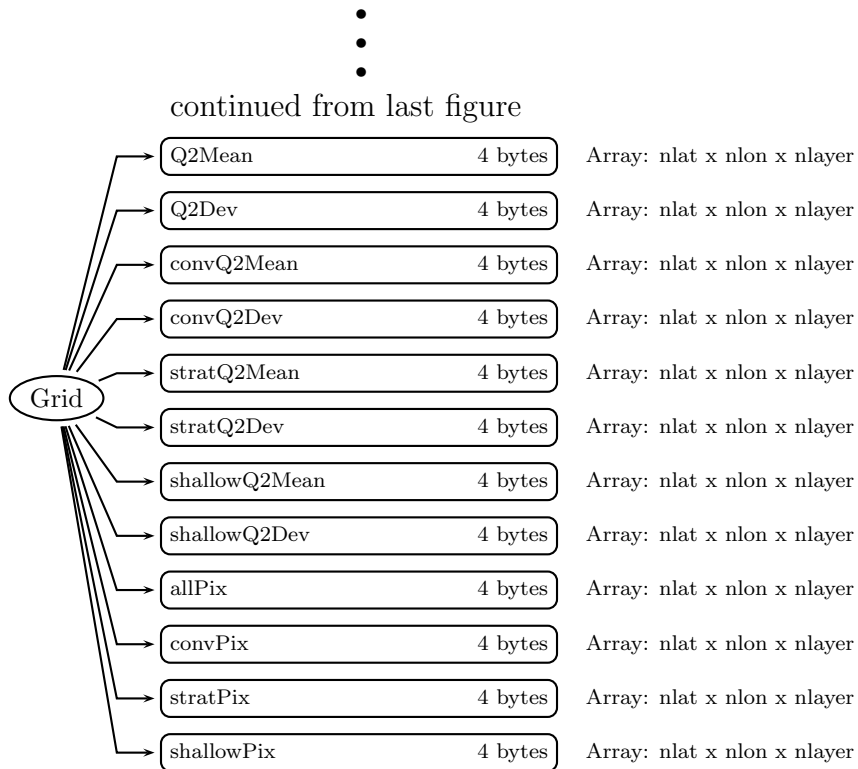 continued from last figure
Q2Mean 4 bytes Array: nlat x nlon x nlayer
Q2Dev 4 bytes Array: nlat x nlon x nlayer
convQ2Mean 4 bytes Array: nlat x nlon x nlayer
convQ2Dev 4 bytes Array: nlat x nlon x nlayer
stratQ2Mean 4 bytes Array: nlat x nlon x nlayer
Grid
stratQ2Dev 4 bytes Array: nlat x nlon x nlayer
shallowQ2Mean 4 bytes Array: nlat x nlon x nlayer
shallowQ2Dev 4 bytes Array: nlat x nlon x nlayer
allPix 4 bytes Array: nlat x nlon x nlayer
convPix 4 bytes Array: nlat x nlon x nlayer
stratPix 4 bytes Array: nlat x nlon x nlayer
shallowPix 4 bytes Array: nlat x nlon x nlayer